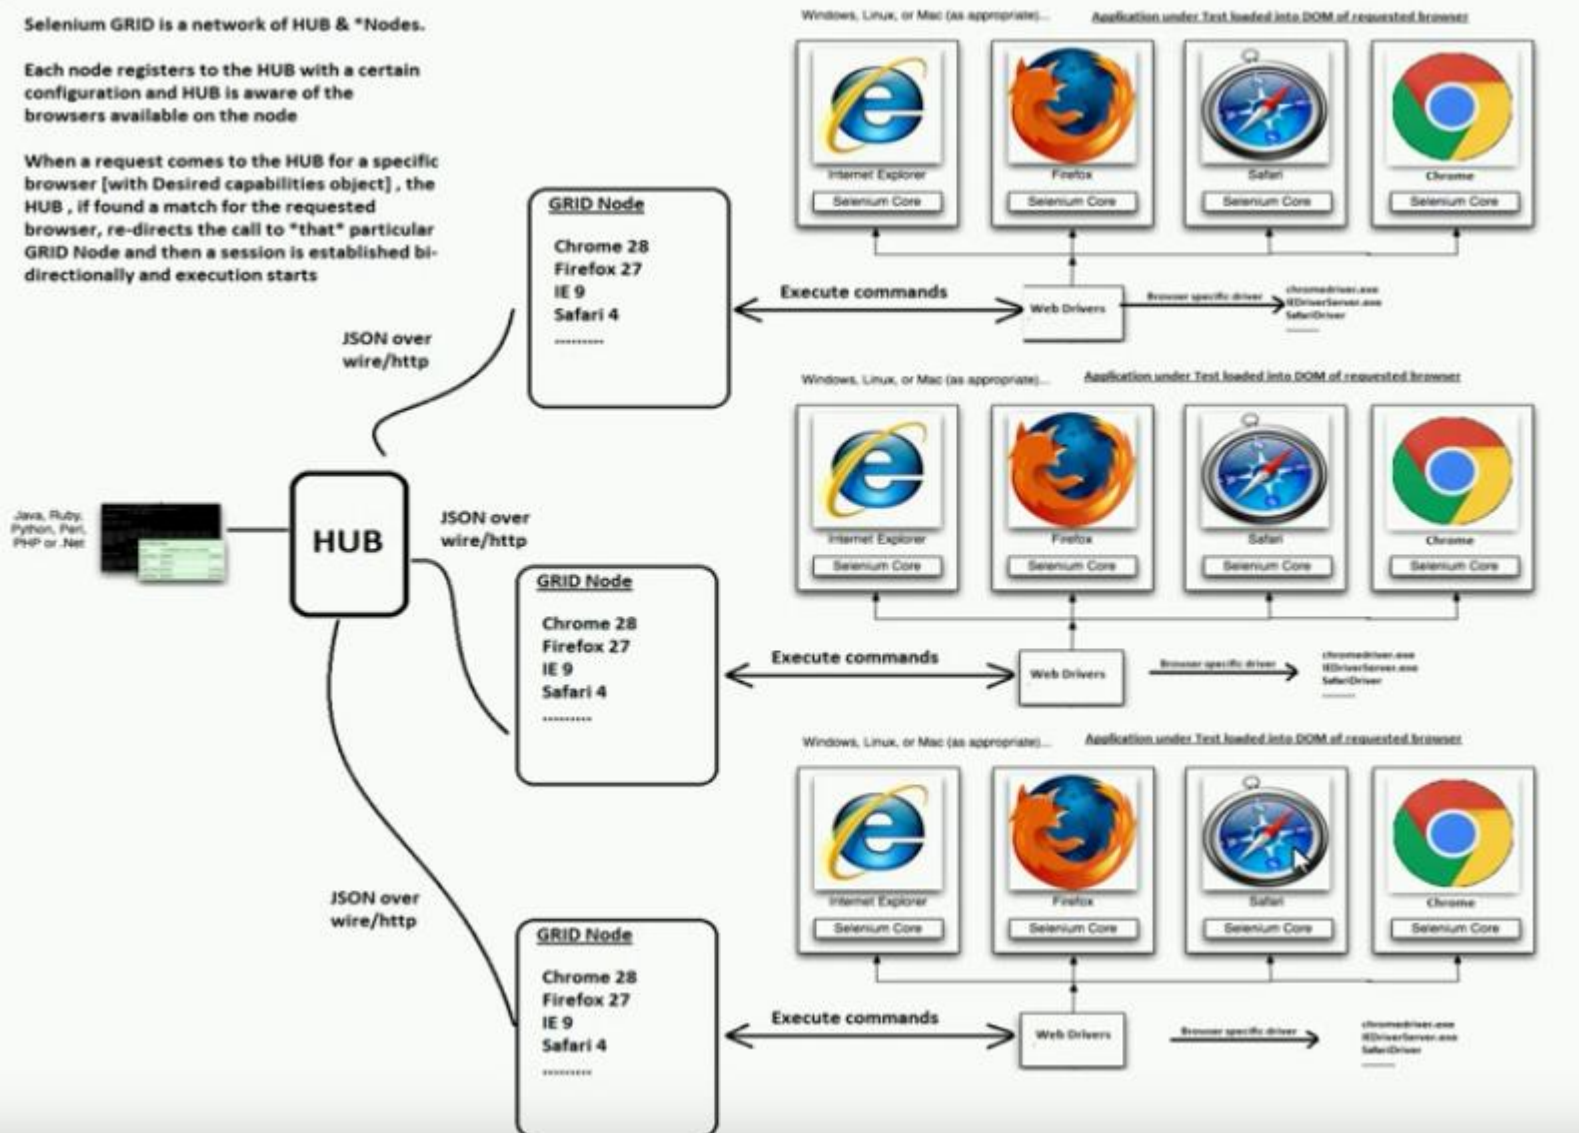 Selenium GRID is a network of HUB & *Nodes.
Each node registers to the HUB with a certain
configuration and HUB is aware of the
browsers available on the node
When a request comes to the HUB for a specific
browser [with Desired capabilities object] , the
HUB , if found a match for the requested
browser, re-directs the call to *that* particular
GRID Node and then a session is established bi-
directionally and execution starts
Java, Ruby,
Python, Perl,
PHP or .Net
HUB
JSON over
wire/http
GRID Node
Chrome 28
Firefox 27
IE 9
Safari 4
..........
Execute commands
Windows, Linux, or Mac (as appropriate)...
Application under Test loaded into DOM of requested browser
Internet Explorer
Selenium Core
Firefox
Selenium Core
Safari
Selenium Core
Chrome
Selenium Core
Web Drivers
Browser specific driver
chromedriver.exe
IEDriverServer.exe
SafariDriver
..........
JSON over
wire/http
GRID Node
Chrome 28
Firefox 27
IE 9
Safari 4
..........
Execute commands
Windows, Linux, or Mac (as appropriate)...
Application under Test loaded into DOM of requested browser
Internet Explorer
Selenium Core
Firefox
Selenium Core
Safari
Selenium Core
Chrome
Selenium Core
Web Drivers
Browser specific driver
chromedriver.exe
IEDriverServer.exe
SafariDriver
..........
JSON over
wire/http
GRID Node
Chrome 28
Firefox 27
IE 9
Safari 4
..........
Execute commands
Windows, Linux, or Mac (as appropriate)...
Application under Test loaded into DOM of requested browser
Internet Explorer
Selenium Core
Firefox
Selenium Core
Safari
Selenium Core
Chrome
Selenium Core
Web Drivers
Browser specific driver
chromedriver.exe
IEDriverServer.exe
SafariDriver
..........